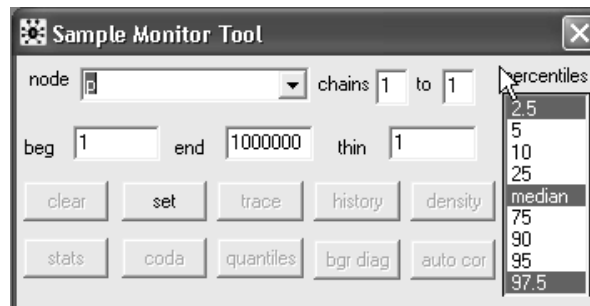 Sample Monitor Tool
node p chains 1 to 1 percentiles
beg 1 end 1000000 thin 1
2.5
5
10
25
median
75
90
95
97.5
clear set trace history density
stats coda quantiles bgr diag auto cor